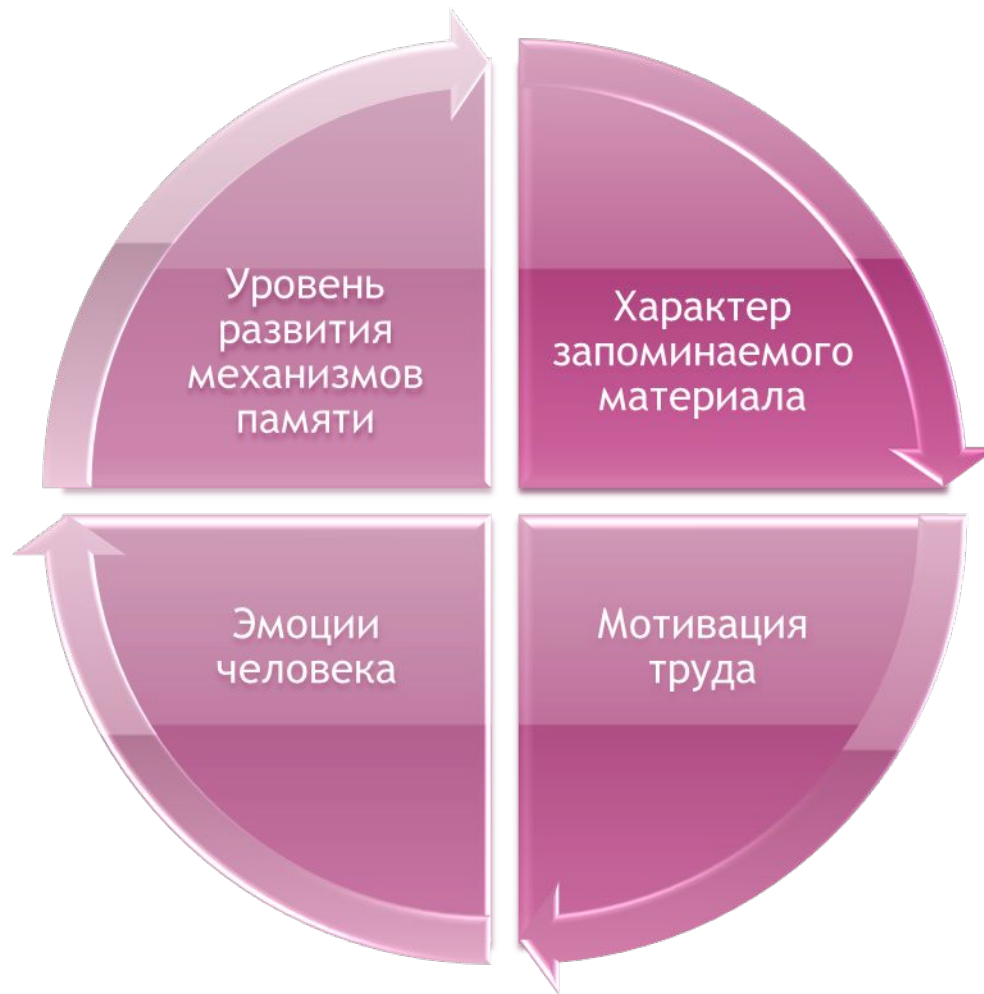 Уровень
развития
механизмов
памяти
Характер
запоминаемого
материала
Эмоции
человека
Мотивация
труда